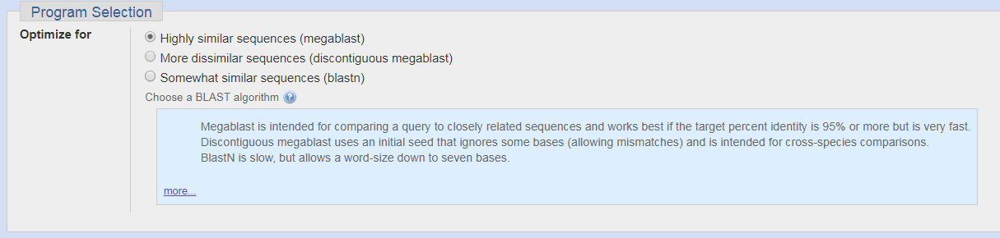 Program Selection
Optimize for
Highly similar sequences (megablast)
More dissimilar sequences (discontiguous megablast)
Somewhat similar sequences (blastn)
Choose a BLAST algorithm ?
Megablast is intended for comparing a query to closely related sequences and works best if the target percent identity is 95% or more but is very fast.
Discontiguous megablast uses an initial seed that ignores some bases (allowing mismatches) and is intended for cross-species comparisons.
BlastN is slow, but allows a word-size down to seven bases.
more...